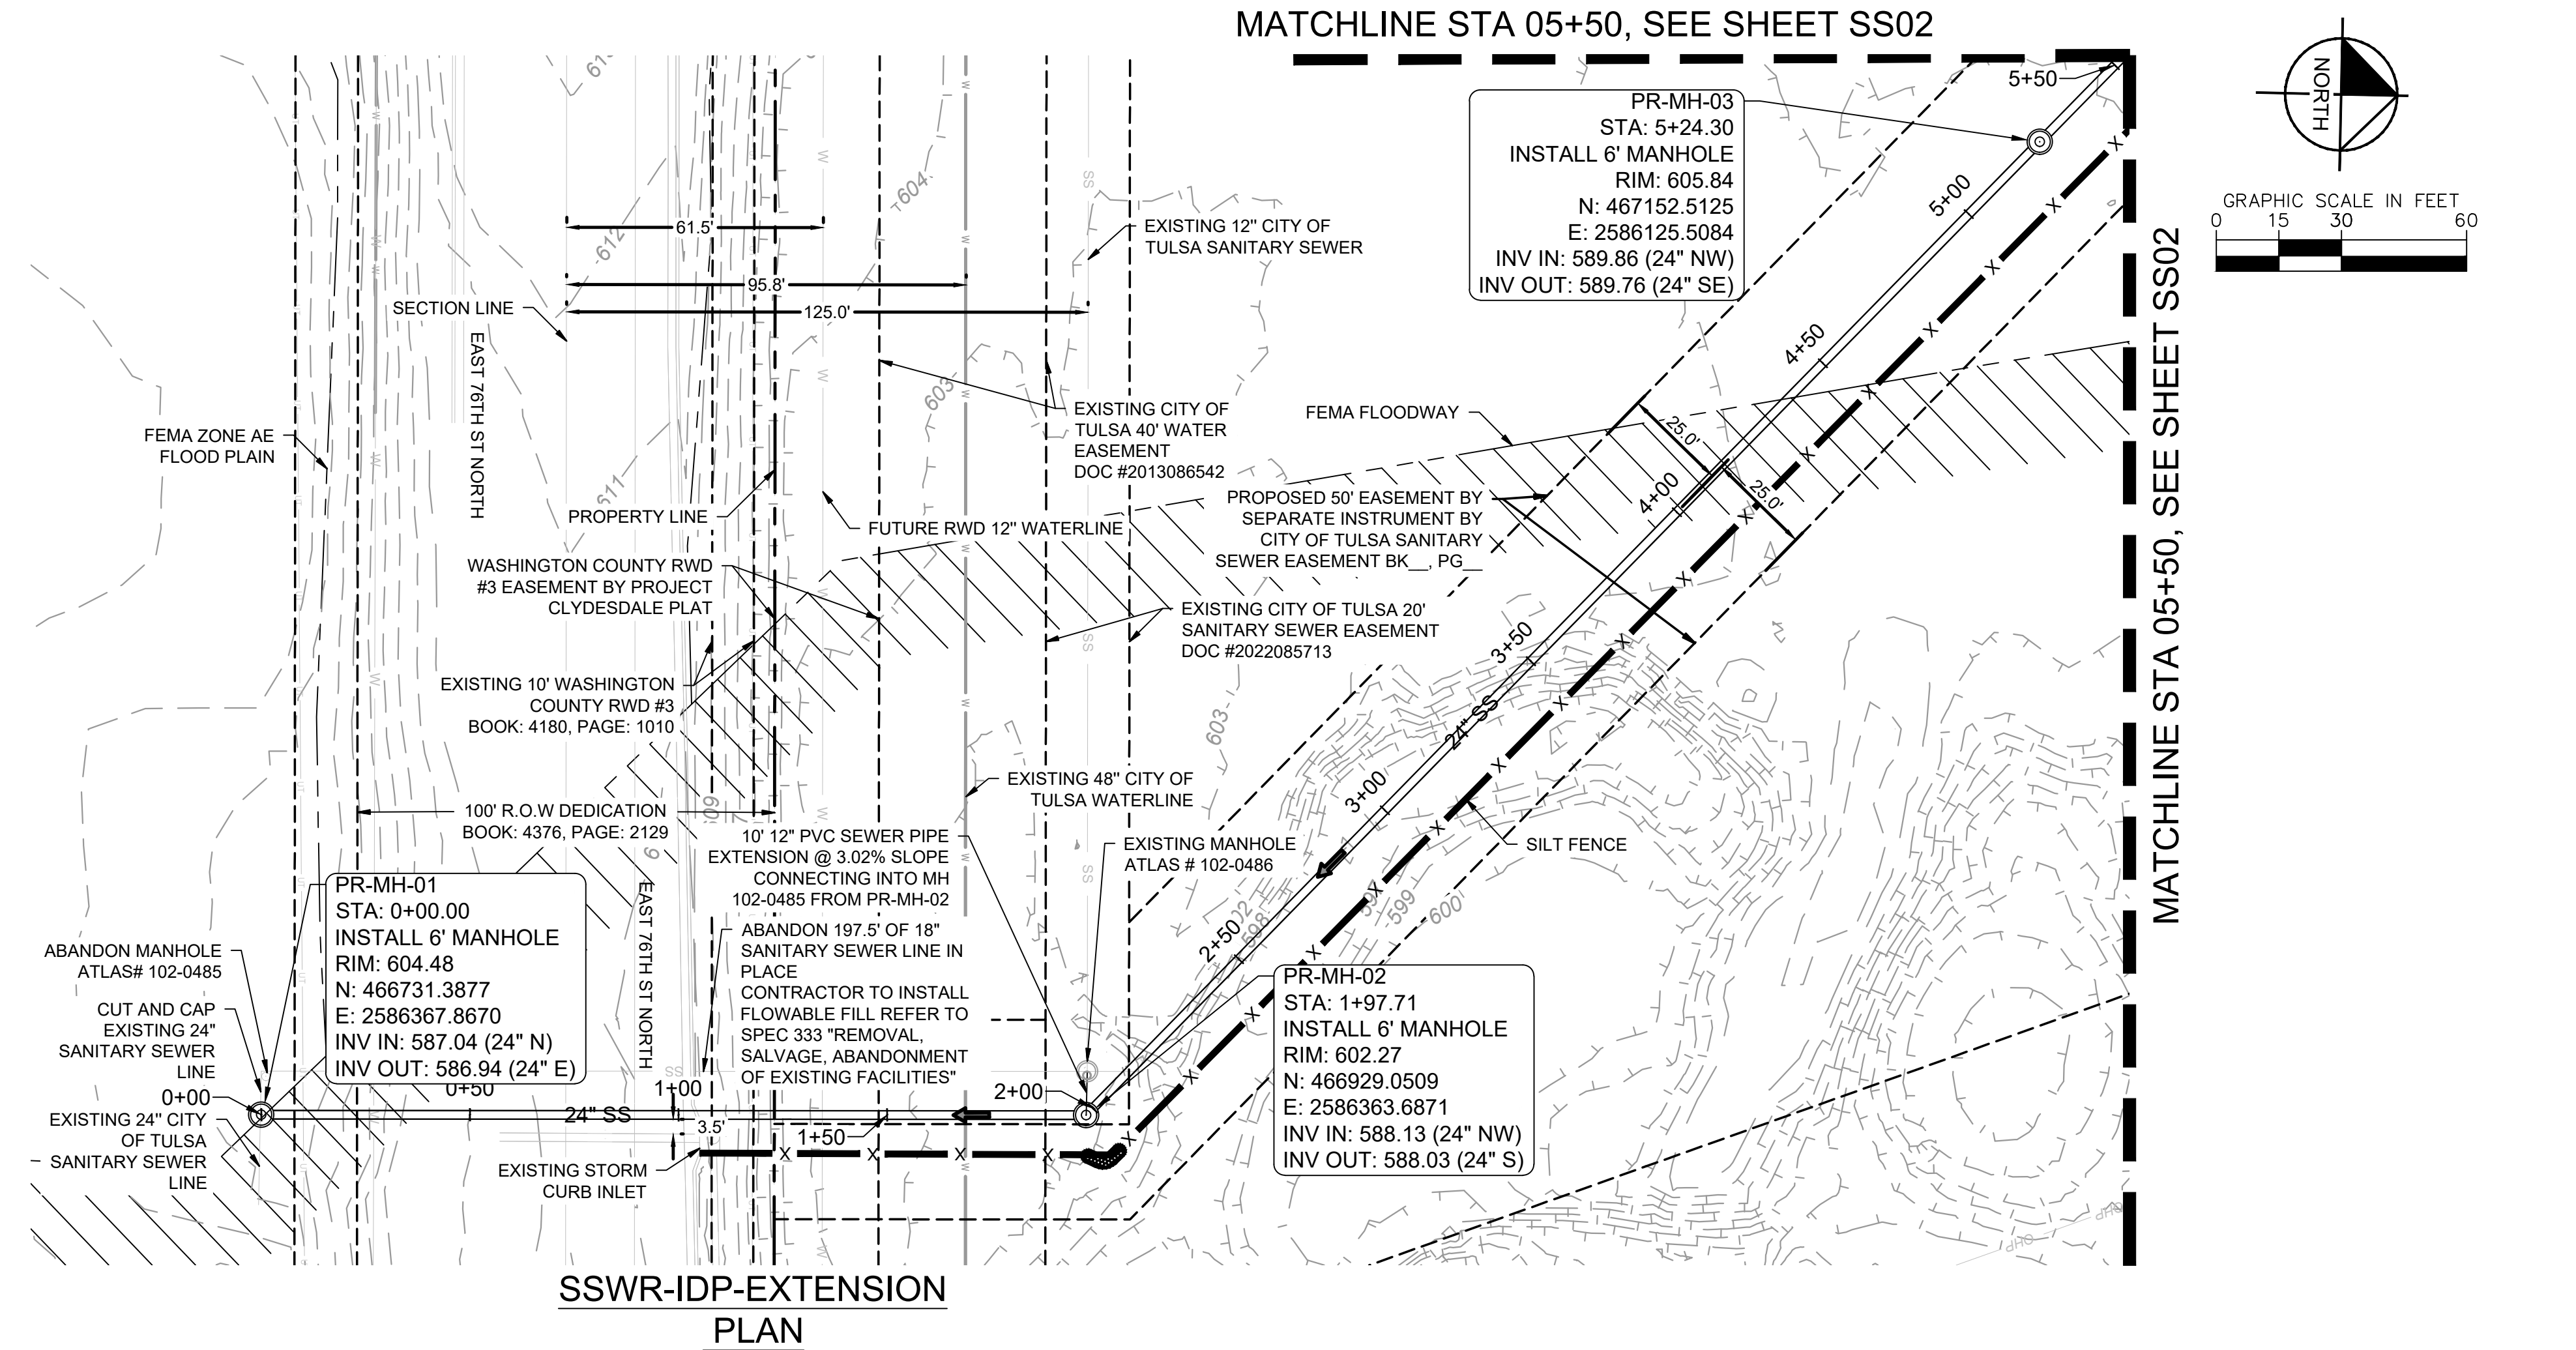 MATCHLINE STA 05+50, SEE SHEET SS02
NORTH
GRAPHIC SCALE IN FEET
0 15 30 60
5+50
PR-MH-03
STA: 5+24.30
INSTALL 6' MANHOLE
RIM: 605.84
N: 467152.5125
E: 2586125.5084
INV IN: 589.86 (24" NW)
INV OUT: 589.76 (24" SE)
5+00
4+50
4+00
3+50
3+00
2+50
24" SS
25.0'
25.0'
MATCHLINE STA 05+50, SEE SHEET SS02
612
604
61.5'
95.8'
125.0'
EXISTING 12" CITY OF
TULSA SANITARY SEWER
SECTION LINE
EAST 76TH ST NORTH
FEMA ZONE AE
FLOOD PLAIN
603
611
EXISTING CITY OF
TULSA 40' WATER
EASEMENT
DOC #2013086542
FEMA FLOODWAY
PROPERTY LINE
FUTURE RWD 12" WATERLINE
PROPOSED 50' EASEMENT BY
SEPARATE INSTRUMENT BY
CITY OF TULSA SANITARY
SEWER EASEMENT BK__, PG__
WASHINGTON COUNTY RWD
#3 EASEMENT BY PROJECT
CLYDESDALE PLAT
EXISTING CITY OF TULSA 20'
SANITARY SEWER EASEMENT
DOC #2022085713
EXISTING 10' WASHINGTON
COUNTY RWD #3
BOOK: 4180, PAGE: 1010
603
EXISTING 48" CITY OF
TULSA WATERLINE
100' R.O.W DEDICATION
BOOK: 4376, PAGE: 2129
10' 12" PVC SEWER PIPE
EXTENSION @ 3.02% SLOPE
CONNECTING INTO MH
102-0485 FROM PR-MH-02
EXISTING MANHOLE
ATLAS # 102-0486
SILT FENCE
598
599
600
PR-MH-01
STA: 0+00.00
INSTALL 6' MANHOLE
RIM: 604.48
N: 466731.3877
E: 2586367.8670
INV IN: 587.04 (24" N)
INV OUT: 586.94 (24" E)
EAST 76TH ST NORTH
ABANDON 197.5' OF 18"
SANITARY SEWER LINE IN
PLACE
CONTRACTOR TO INSTALL
FLOWABLE FILL REFER TO
SPEC 333 "REMOVAL,
SALVAGE, ABANDONMENT
OF EXISTING FACILITIES"
ABANDON MANHOLE
ATLAS# 102-0485
CUT AND CAP
EXISTING 24"
SANITARY SEWER
LINE
PR-MH-02
STA: 1+97.71
INSTALL 6' MANHOLE
RIM: 602.27
N: 466929.0509
E: 2586363.6871
INV IN: 588.13 (24" NW)
INV OUT: 588.03 (24" S)
0+00
0+50
1+00
2+00
24" SS
3.5'
1+50
EXISTING 24" CITY
OF TULSA
SANITARY SEWER
LINE
EXISTING STORM
CURB INLET
OHP
OHP
SSWR-IDP-EXTENSION
PLAN